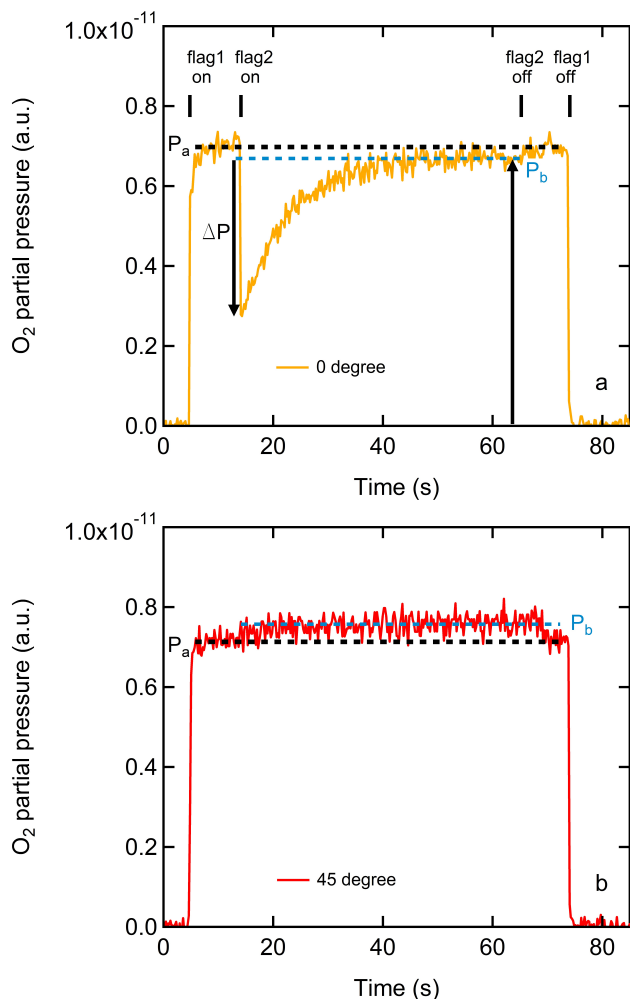 1.0x10⁻¹¹
flag1 flag2 flag2 flag1
on on off off
0.8
Pₐ
P_b
0.6
ΔP
0.4
0.2
0 degree
a
0.0
0 20 40 60 80
Time (s)
O₂ partial pressure (a.u.)
1.0x10⁻¹¹
0.8
P_b
Pₐ
0.6
0.4
0.2
45 degree
b
0.0
0 20 40 60 80
Time (s)
O₂ partial pressure (a.u.)